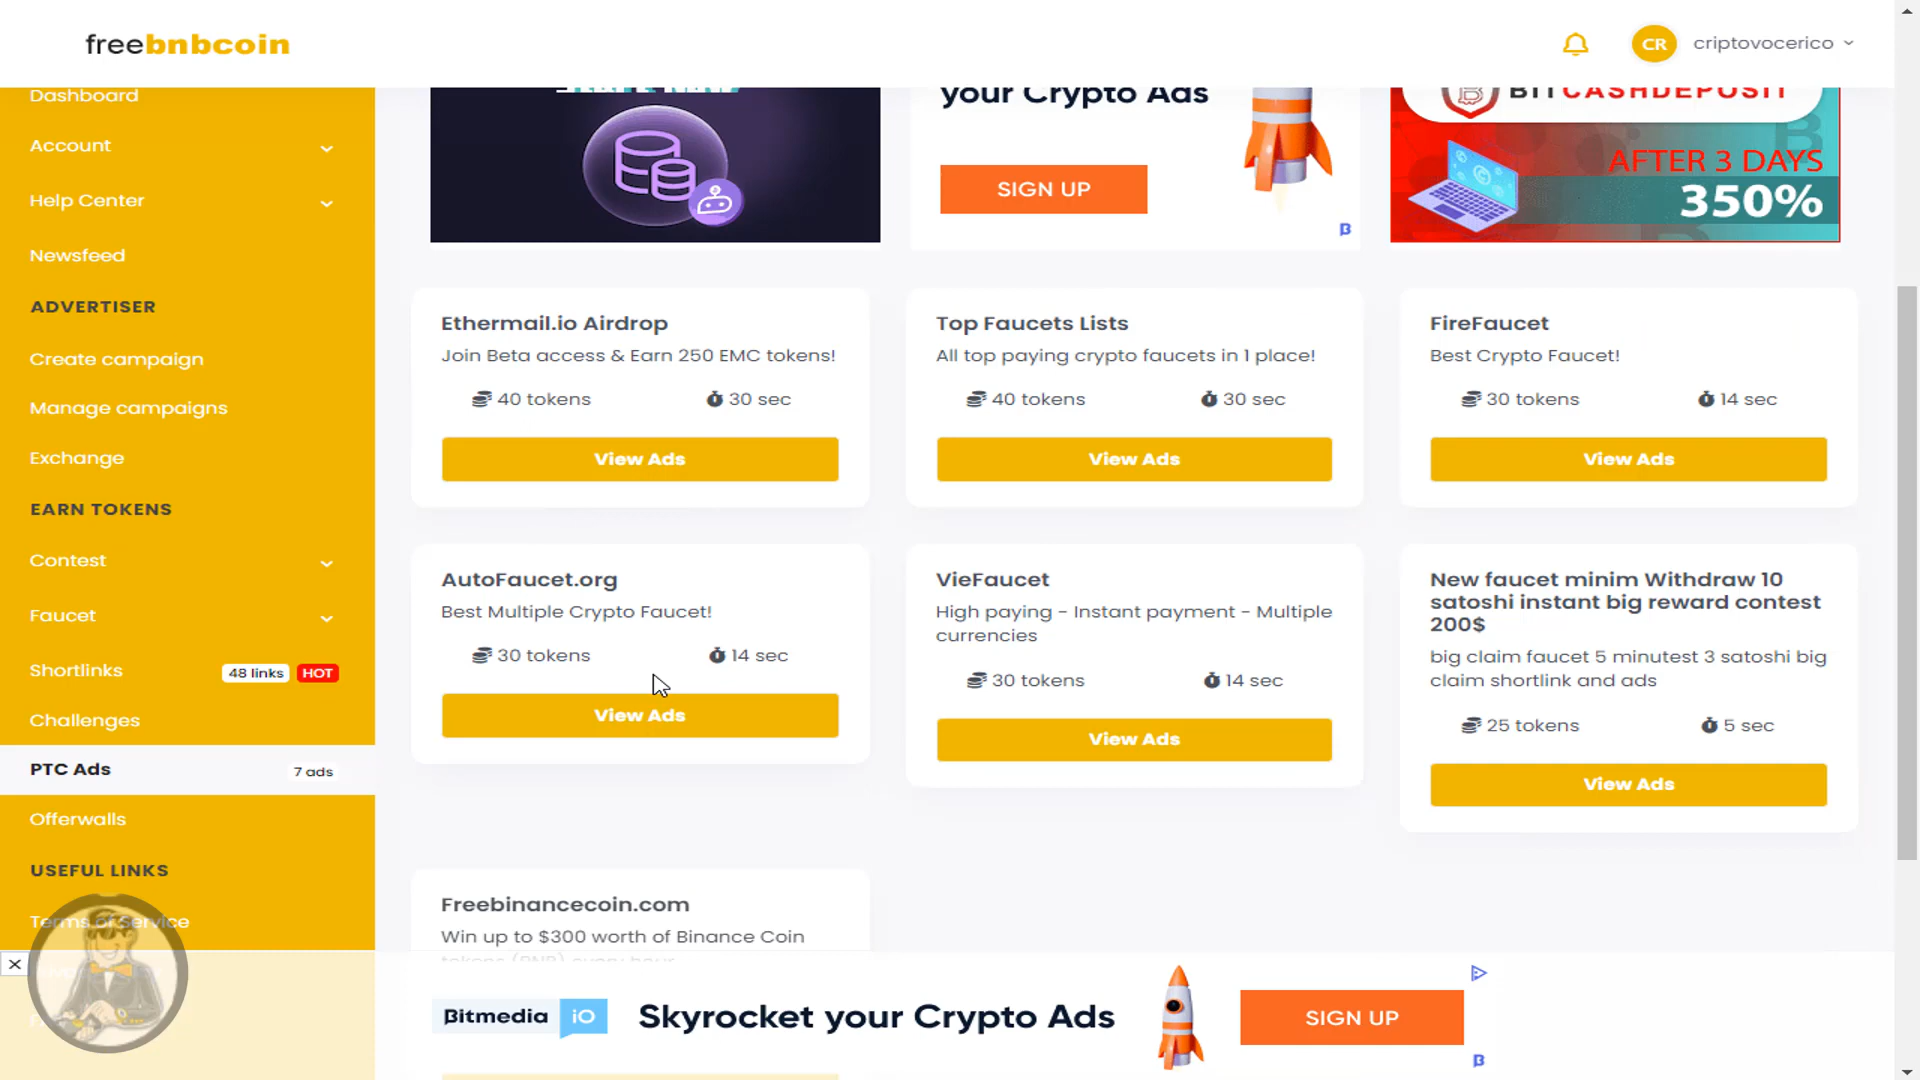 freebnbcoin
CR
criptovocerico
Dashboard
Account
Help Center
Newsfeed
ADVERTISER
Create campaign
Manage campaigns
Exchange
EARN TOKENS
Contest
Faucet
Shortlinks
48 links
HOT
Challenges
PTC Ads
7 ads
Offerwalls
USEFUL LINKS
Terms of Service
your Crypto Ads
SIGN UP
BITCASHDEPOSIT
AFTER 3 DAYS
350%
Ethermail.io Airdrop
Join Beta access & Earn 250 EMC tokens!
40 tokens
30 sec
View Ads
Top Faucets Lists
All top paying crypto faucets in 1 place!
40 tokens
30 sec
View Ads
FireFaucet
Best Crypto Faucet!
30 tokens
14 sec
View Ads
AutoFaucet.org
Best Multiple Crypto Faucet!
30 tokens
14 sec
View Ads
VieFaucet
High paying - Instant payment - Multiple
currencies
30 tokens
14 sec
View Ads
New faucet minim Withdraw 10
satoshi instant big reward contest
200$
big claim faucet 5 minutest 3 satoshi big
claim shortlink and ads
25 tokens
5 sec
View Ads
Freebinancecoin.com
Win up to $300 worth of Binance Coin
tokens (BNB) every hour
Bitmedia iO
Skyrocket your Crypto Ads
SIGN UP